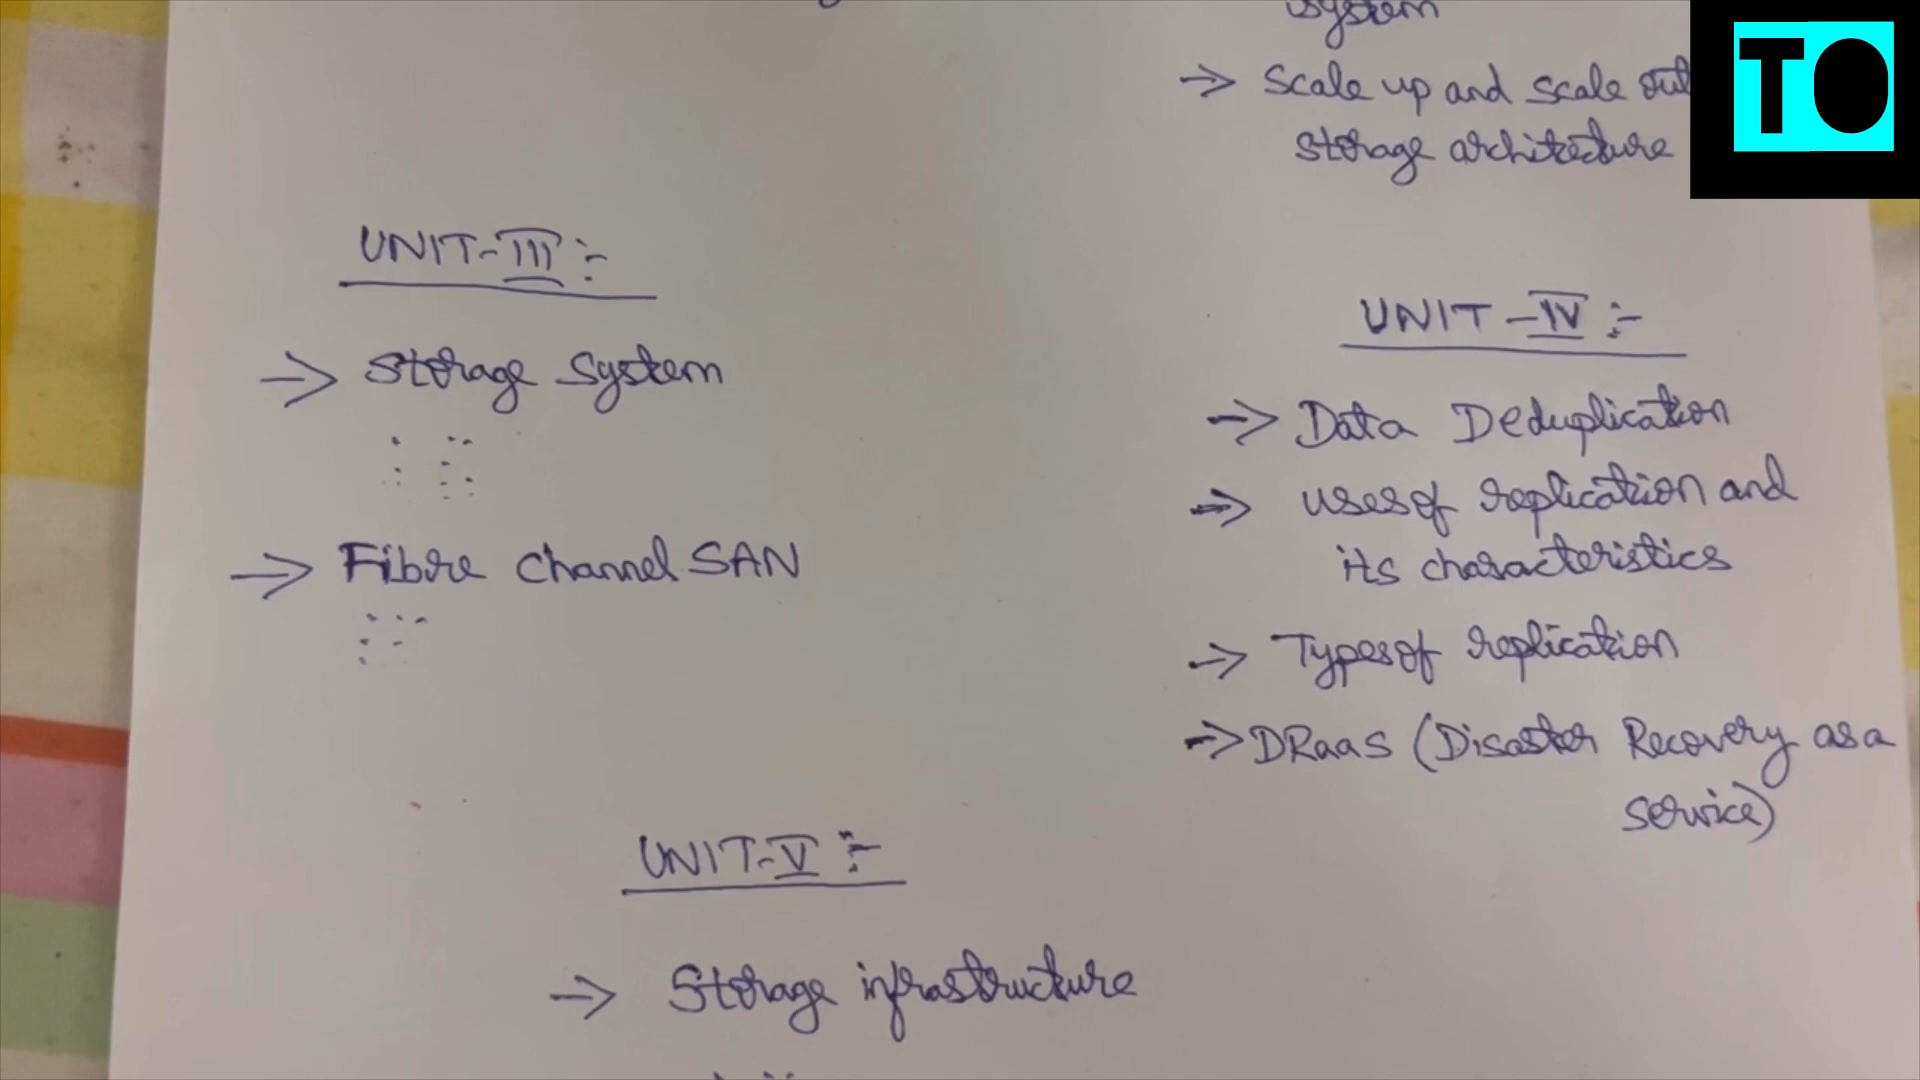 system
→ Scale up and scale out
storage architecture
TO
UNIT-III :-
→ Storage System
→ Fibre Channel SAN
UNIT-IV :-
→ Data Deduplication
→ uses of replication and
its characteristics
→ Types of replication
→ DRaaS (Disaster Recovery as a
service)
UNIT-V :-
→ Storage infrastructure